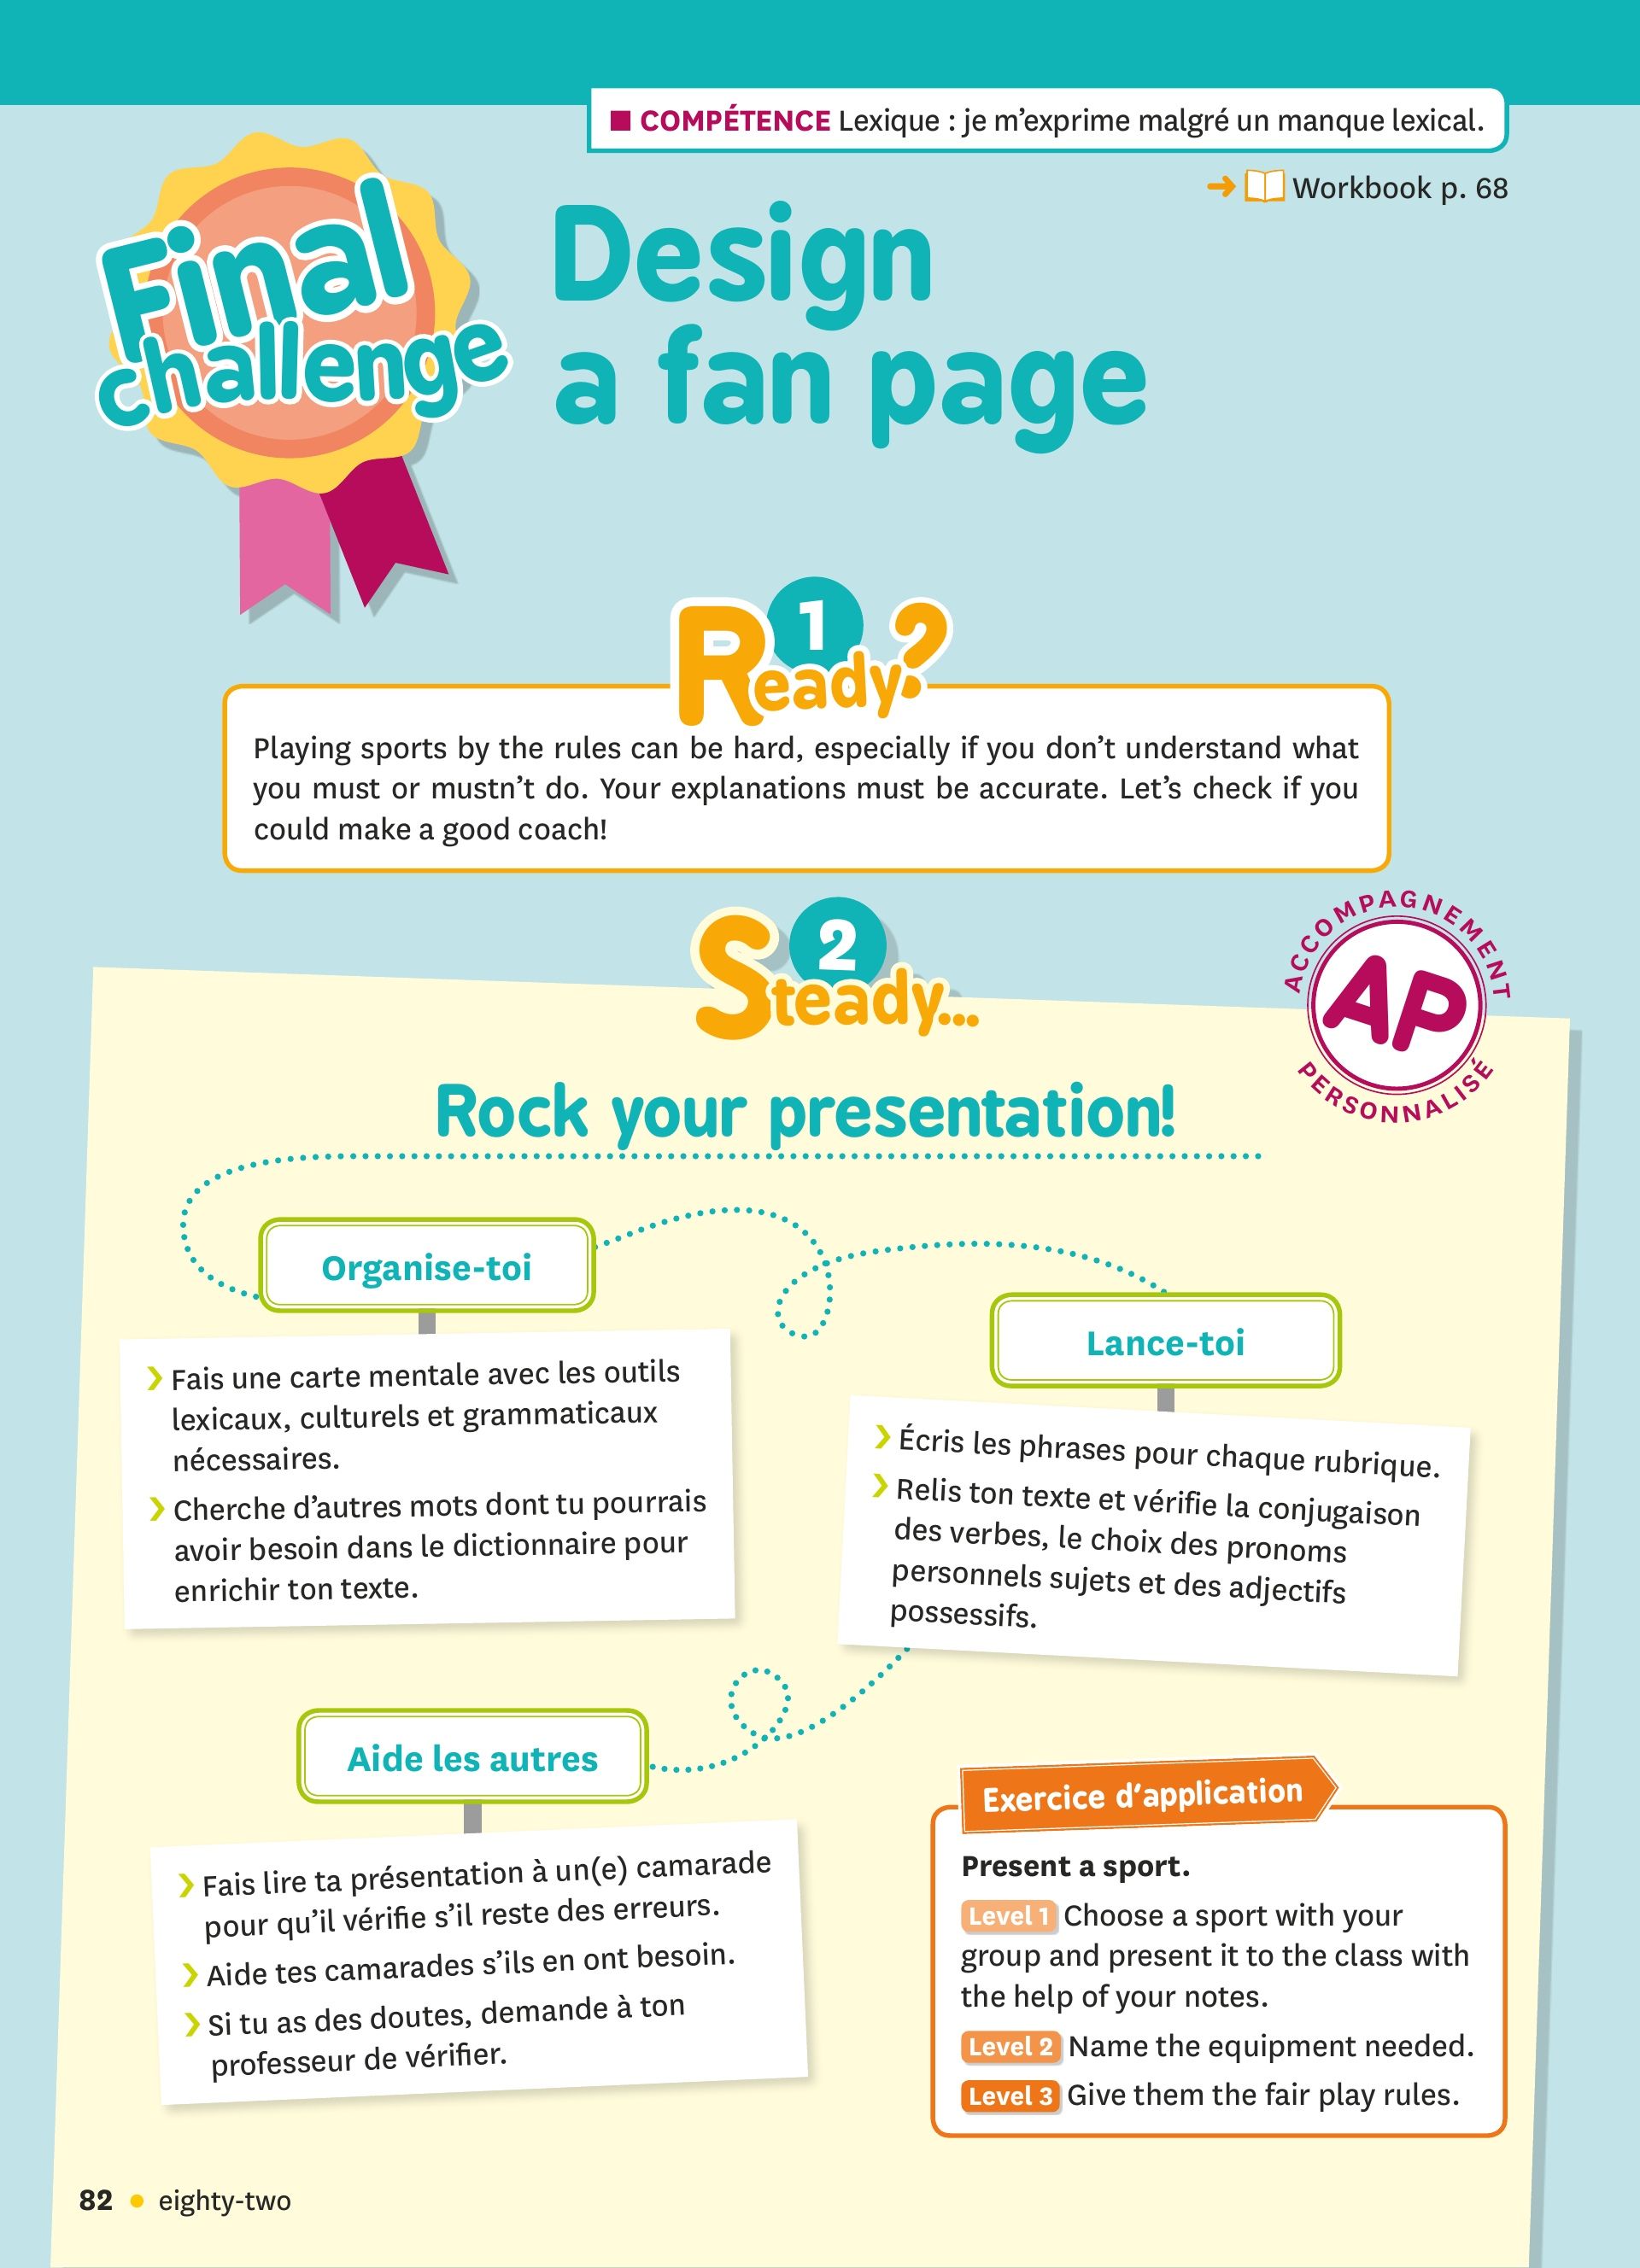 ■ COMPÉTENCE Lexique : je m'exprime malgré un manque lexical.
➜ Workbook p. 68
Final
challenge
Design
a fan page
1
Ready?
Playing sports by the rules can be hard, especially if you don't understand what
you must or mustn't do. Your explanations must be accurate. Let's check if you
could make a good coach!
2
Steady...
ACCOMPAGNEMENT
AP
PERSONNALISÉ
Rock your presentation!
Organise-toi
❯ Fais une carte mentale avec les outils
lexicaux, culturels et grammaticaux
nécessaires.
❯ Cherche d'autres mots dont tu pourrais
avoir besoin dans le dictionnaire pour
enrichir ton texte.
Lance-toi
❯ Écris les phrases pour chaque rubrique.
❯ Relis ton texte et vérifie la conjugaison
des verbes, le choix des pronoms
personnels sujets et des adjectifs
possessifs.
Aide les autres
❯ Fais lire ta présentation à un(e) camarade
pour qu'il vérifie s'il reste des erreurs.
❯ Aide tes camarades s'ils en ont besoin.
❯ Si tu as des doutes, demande à ton
professeur de vérifier.
Exercice d'application
Present a sport.
Level 1 Choose a sport with your
group and present it to the class with
the help of your notes.
Level 2 Name the equipment needed.
Level 3 Give them the fair play rules.
82 • eighty-two